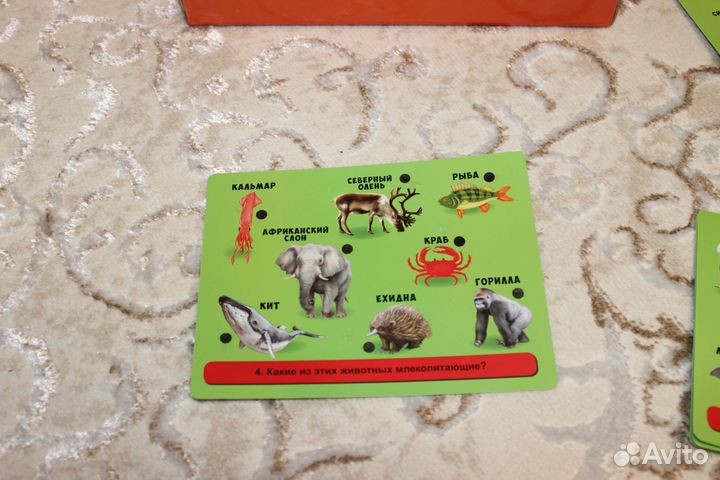 КАЛЬМАР
СЕВЕРНЫЙ
ОЛЕНЬ
РЫБА
АФРИКАНСКИЙ
СЛОН
КРАБ
КИТ
ЕХИДНА
ГОРИЛЛА
4. Какие из этих животных млекопитающие?
Avito